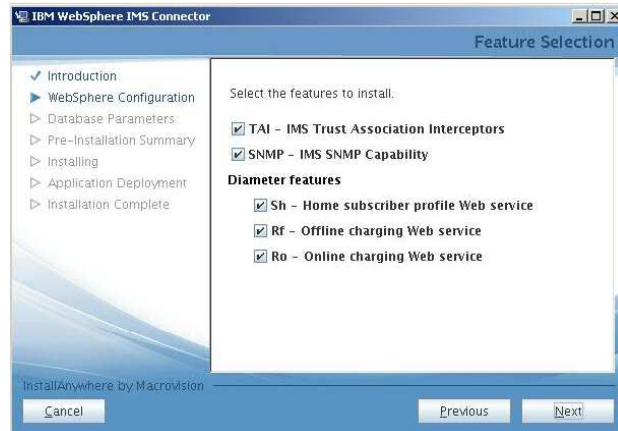 IBM WebSphere IMS Connector
Feature Selection
Introduction
WebSphere Configuration
Database Parameters
Pre-Installation Summary
Installing
Application Deployment
Installation Complete
Select the features to install.
TAI - IMS Trust Association Interceptors
SNMP - IMS SNMP Capability
Diameter features
Sh - Home subscriber profile Web service
Rf - Offline charging Web service
Ro - Online charging Web service
InstallAnywhere by Macrovision
Cancel
Previous
Next